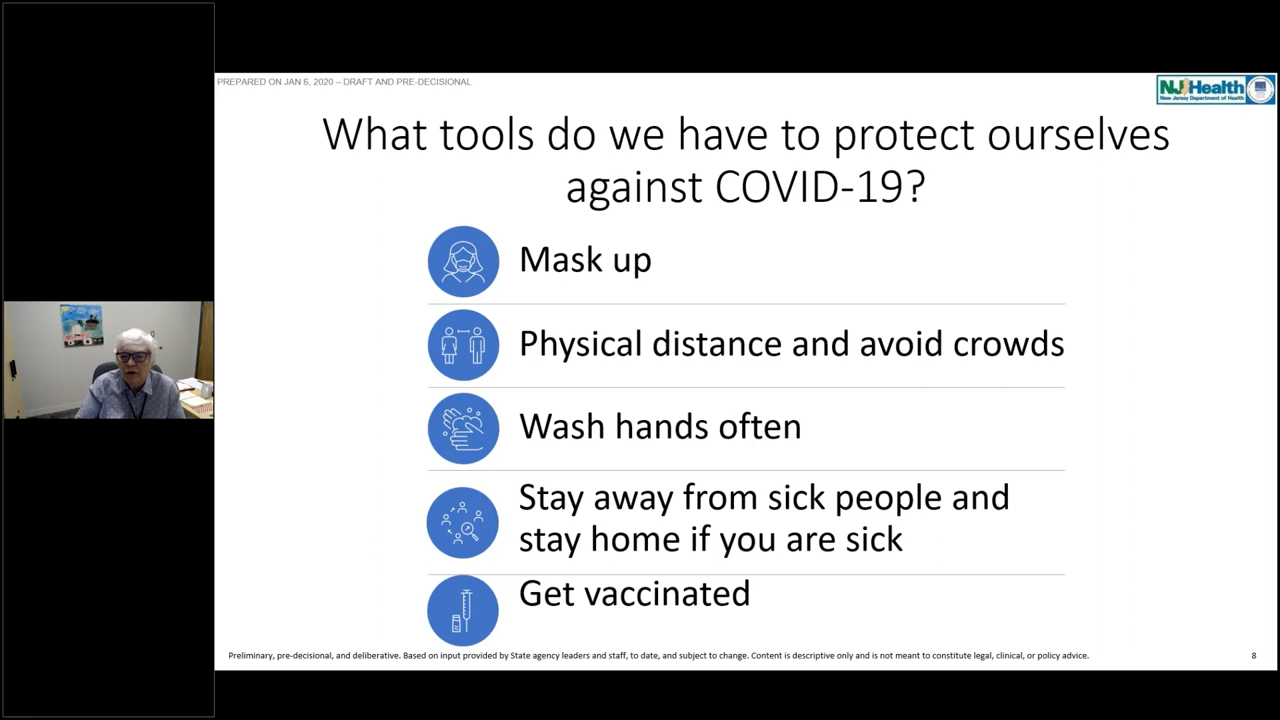 PREPARED ON JAN 6, 2020 – DRAFT AND PRE-DECISIONAL
NJHealth
New Jersey Department of Health
What tools do we have to protect ourselves
against COVID-19?
Mask up
Physical distance and avoid crowds
Wash hands often
Stay away from sick people and
stay home if you are sick
Get vaccinated
Preliminary, pre-decisional, and deliberative. Based on input provided by State agency leaders and staff, to date, and subject to change. Content is descriptive only and is not meant to constitute legal, clinical, or policy advice.
8